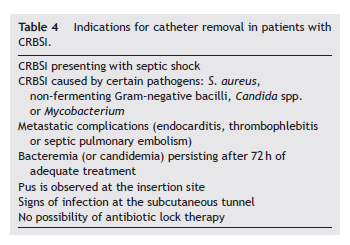 Table 4 Indications for catheter removal in patients with
CRBSI.
CRBSI presenting with septic shock
CRBSI caused by certain pathogens: S. aureus,
non-fermenting Gram-negative bacilli, Candida spp.
or Mycobacterium
Metastatic complications (endocarditis, thrombophlebitis
or septic pulmonary embolism)
Bacteremia (or candidemia) persisting after 72 h of
adequate treatment
Pus is observed at the insertion site
Signs of infection at the subcutaneous tunnel
No possibility of antibiotic lock therapy